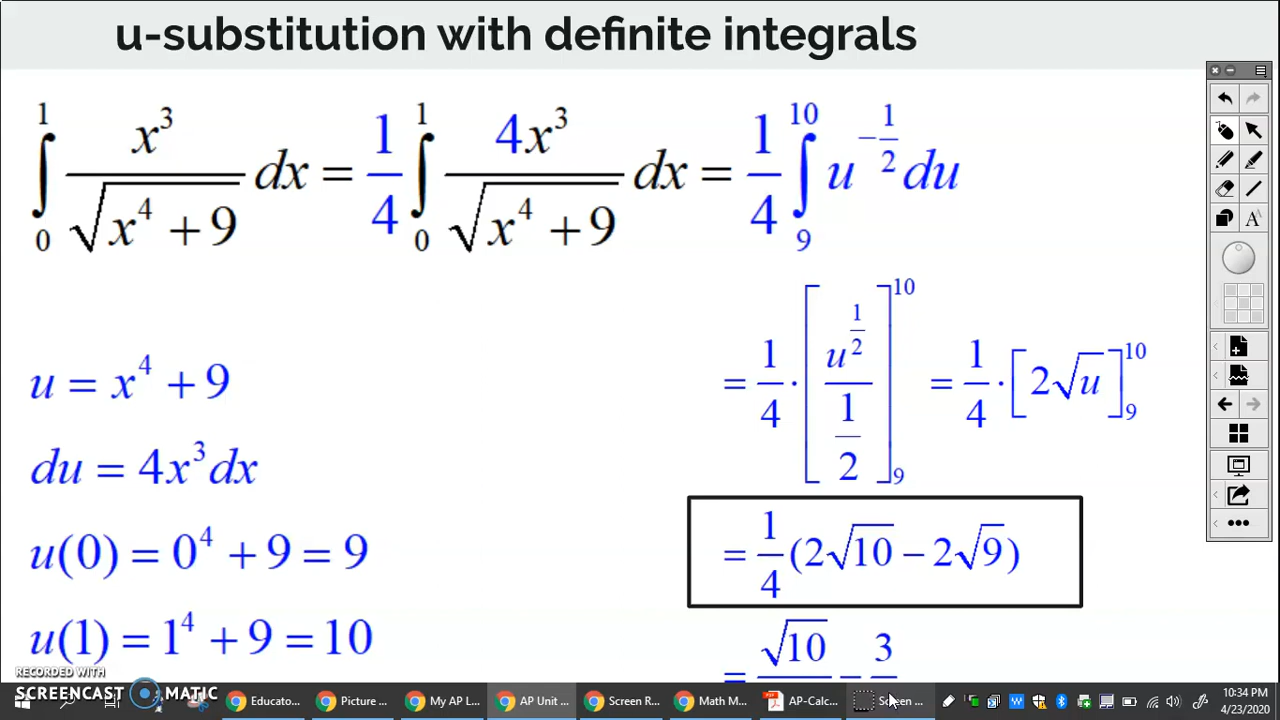 u-substitution with definite integrals
∫₀¹ x³/√(x⁴ + 9) dx = 1/4 ∫₀¹ 4x³/√(x⁴ + 9) dx = 1/4 ∫₉¹⁰ u^(-1/2) du
= 1/4 · [u^(1/2) / (1/2)]₉¹⁰ = 1/4 · [2√u]₉¹⁰
u = x⁴ + 9
du = 4x³dx
= 1/4 (2√10 − 2√9)
u(0) = 0⁴ + 9 = 9
u(1) = 1⁴ + 9 = 10
= √10 − 3
RECORDED WITH
SCREENCAST MATIC
Educato...
Picture ...
My AP L...
AP Unit ...
Screen R...
Math M...
AP-Calc...
Screen ...
10:34 PM
4/23/2020